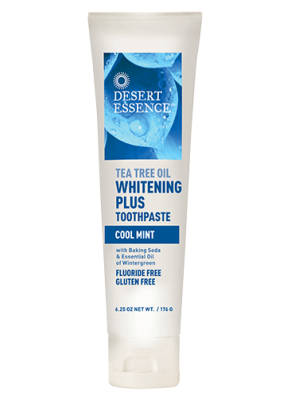 DESERT
ESSENCE
TEA TREE OIL
WHITENING
PLUS
TOOTHPASTE
COOL MINT
with Baking Soda
& Essential Oil
of Wintergreen
FLUORIDE FREE
GLUTEN FREE
6.25 OZ NET WT. / 176 G